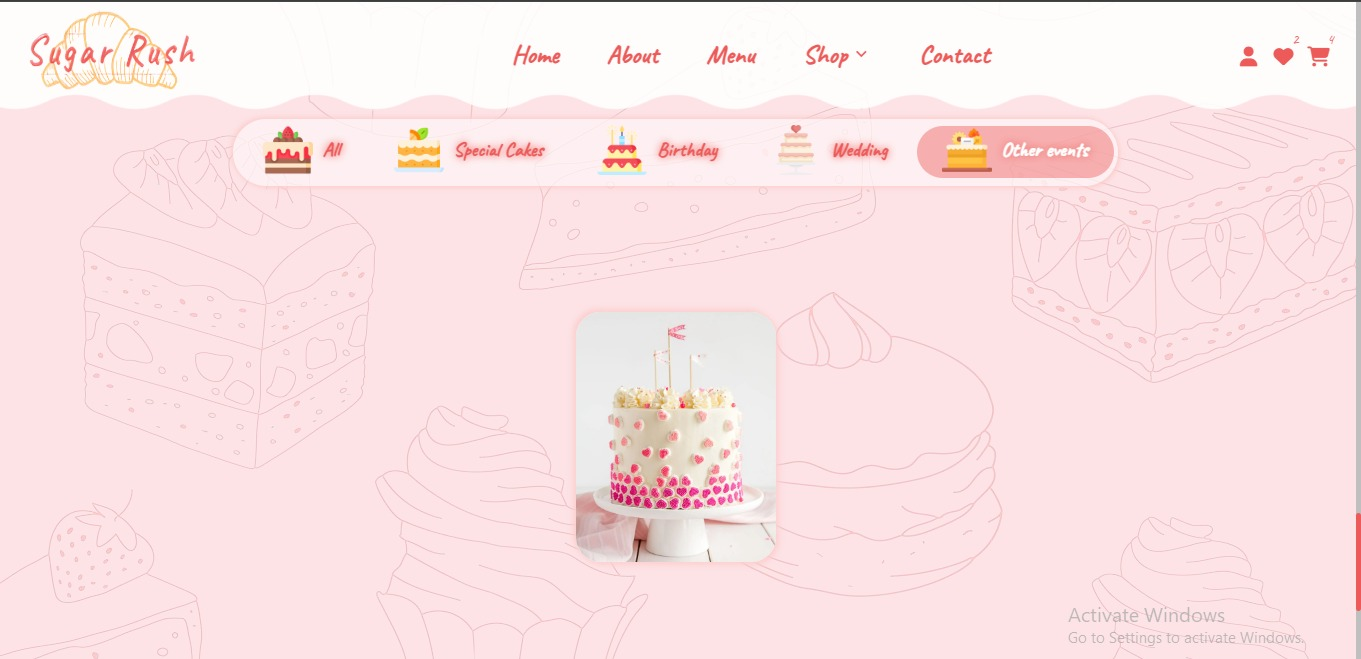 Sugar Rush
Home
About
Menu
Shop
Contact
2
4
All
Special Cakes
Birthday
Wedding
Other events
Activate Windows
Go to Settings to activate Windows.